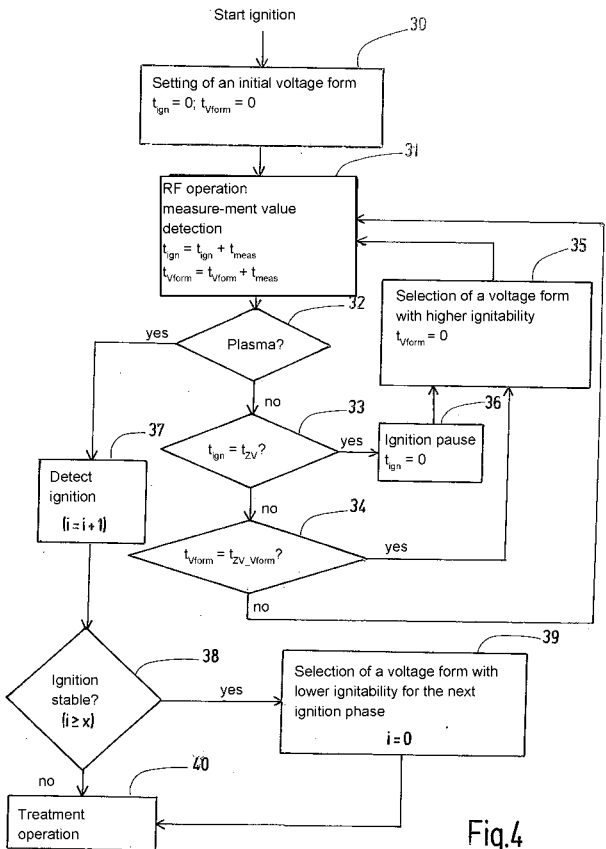 Start ignition
30
Setting of an initial voltage form
t_ign = 0; t_Vform = 0
31
RF operation
measure-ment value
detection
t_ign = t_ign + t_meas
t_Vform = t_Vform + t_meas
35
Selection of a voltage form
with higher ignitability
t_Vform = 0
32
yes
Plasma?
no
33
36
37
t_ign = t_ZV?
yes
Ignition pause
t_ign = 0
Detect
ignition
(i = i+1)
no
34
t_Vform = t_ZV_Vform?
yes
no
39
38
Selection of a voltage form with
lower ignitability for the next
ignition phase
i = 0
Ignition
stable?
(i ≥ x)
yes
no
40
Treatment
operation
Fig.4